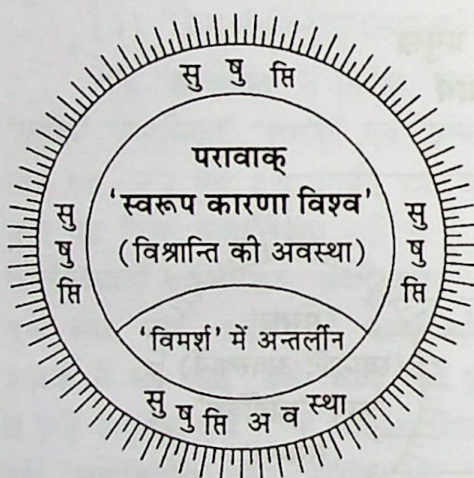 सुषुप्ति
परावाक्
‘स्वरूप कारणा विश्व’
(विश्रान्ति की अवस्था)
सुषुप्ति
सुषुप्ति
‘विमर्श’ में अन्तर्लीन
सुषुप्ति अवस्था